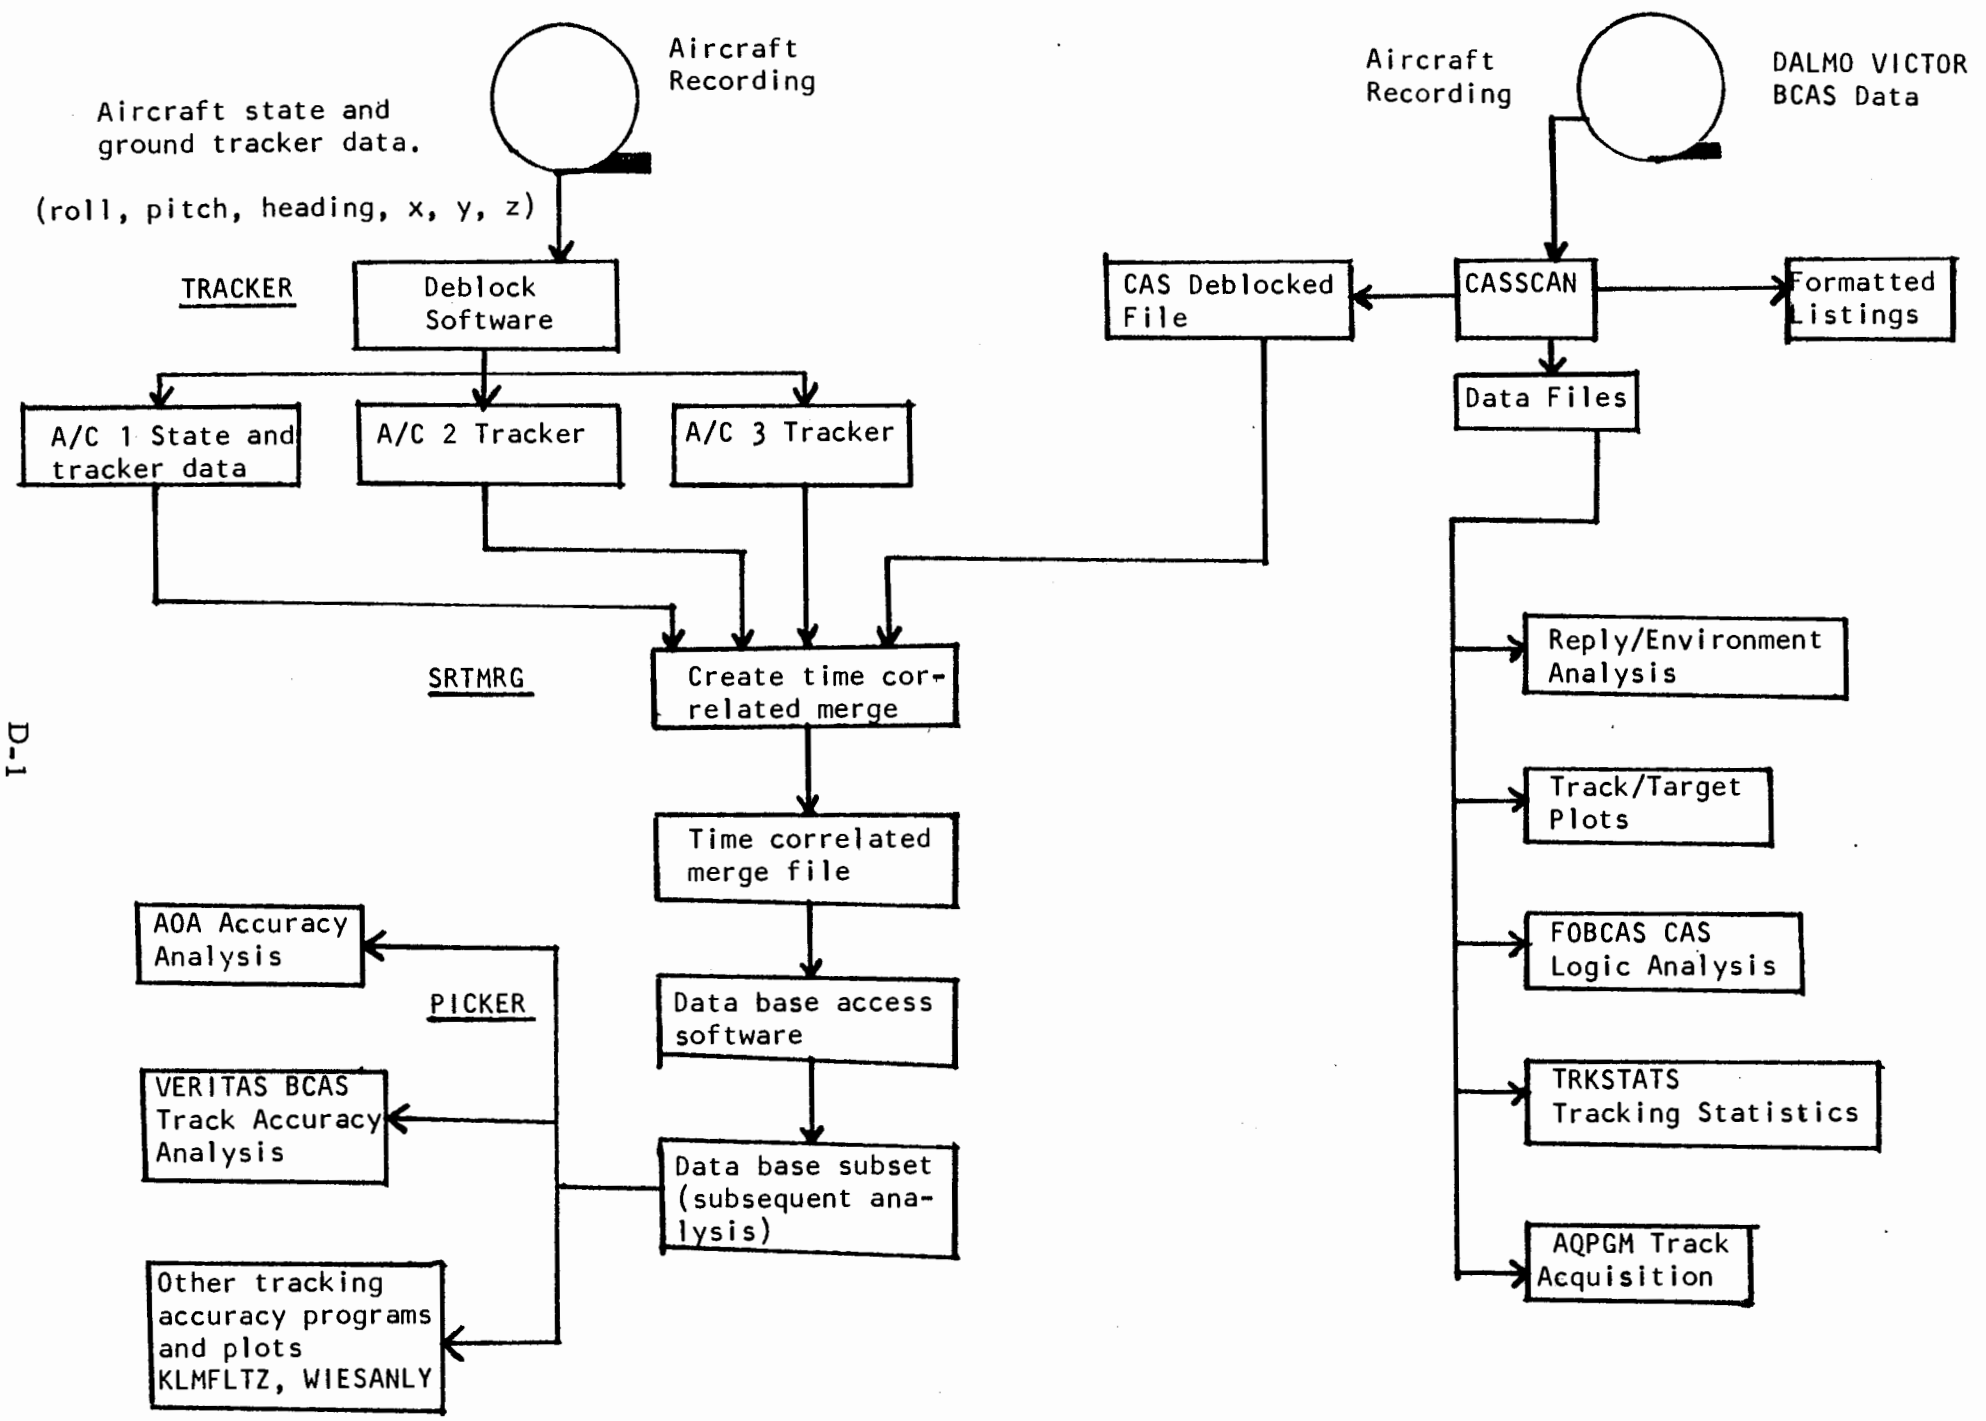 Aircraft
Recording
Aircraft state and
ground tracker data.
(roll, pitch, heading, x, y, z)
TRACKER
Deblock
Software
A/C 1 State and
tracker data
A/C 2 Tracker
A/C 3 Tracker
Aircraft
Recording
DALMO VICTOR
BCAS Data
CAS Deblocked
File
CASSCAN
Formatted
Listings
Data Files
SRTMRG
Create time cor-
related merge
Time correlated
merge file
Data base access
software
Data base subset
(subsequent ana-
lysis)
PICKER
AOA Accuracy
Analysis
VERITAS BCAS
Track Accuracy
Analysis
Other tracking
accuracy programs
and plots
KLMFLTZ, WIESANLY
Reply/Environment
Analysis
Track/Target
Plots
FOBCAS CAS
Logic Analysis
TRKSTATS
Tracking Statistics
AQPGM Track
Acquisition
D-1